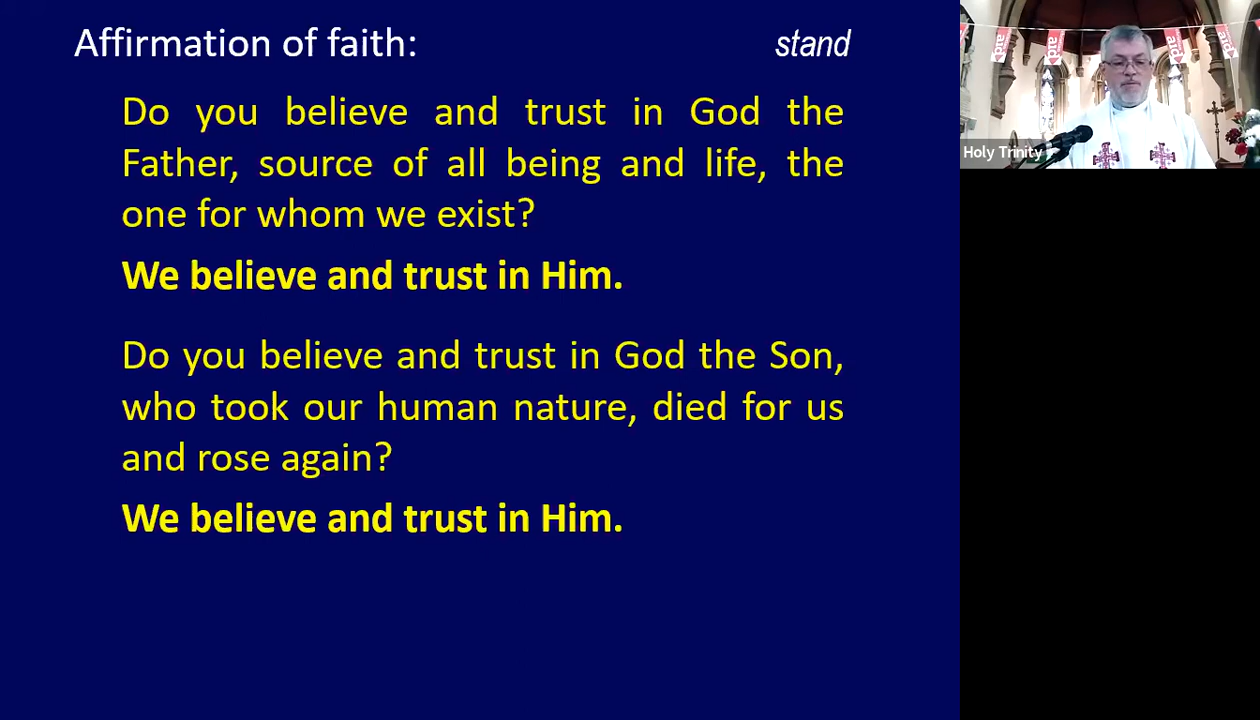 Affirmation of faith: stand
Do you believe and trust in God the
Father, source of all being and life, the
one for whom we exist?
We believe and trust in Him.
Do you believe and trust in God the Son,
who took our human nature, died for us
and rose again?
We believe and trust in Him.
Holy Trinity
aid
aid
aid